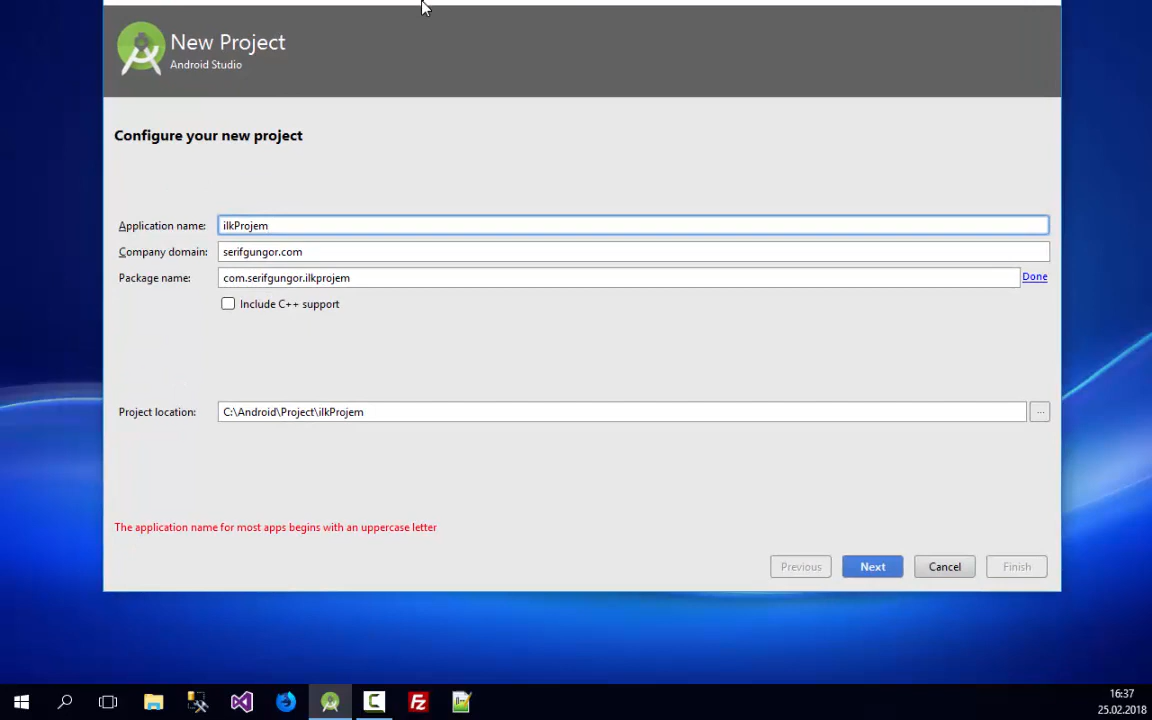 New Project
Android Studio
Configure your new project
Application name: ilkProjem
Company domain: serifgungor.com
Package name: com.serifgungor.ilkprojem Done
Include C++ support
Project location: C:\Android\Project\ilkProjem ...
The application name for most apps begins with an uppercase letter
Previous Next Cancel Finish
16:37
25.02.2018